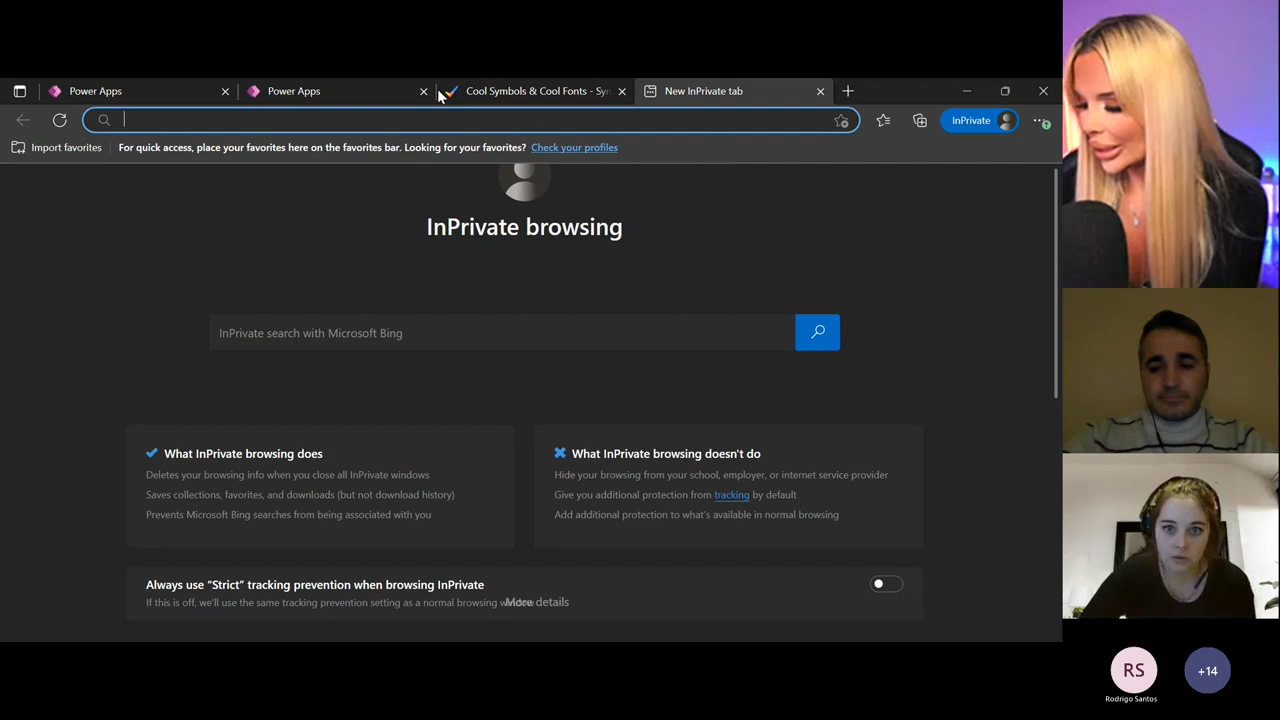 Power Apps
Power Apps
Cool Symbols & Cool Fonts - Syn
New InPrivate tab
InPrivate
Import favorites
For quick access, place your favorites here on the favorites bar. Looking for your favorites? Check your profiles
InPrivate browsing
InPrivate search with Microsoft Bing
What InPrivate browsing does
Deletes your browsing info when you close all InPrivate windows
Saves collections, favorites, and downloads (but not download history)
Prevents Microsoft Bing searches from being associated with you
What InPrivate browsing doesn't do
Hide your browsing from your school, employer, or internet service provider
Give you additional protection from tracking by default
Add additional protection to what's available in normal browsing
Always use “Strict” tracking prevention when browsing InPrivate
If this is off, we'll use the same tracking prevention setting as a normal browsing
More details
RS
Rodrigo Santos
+14